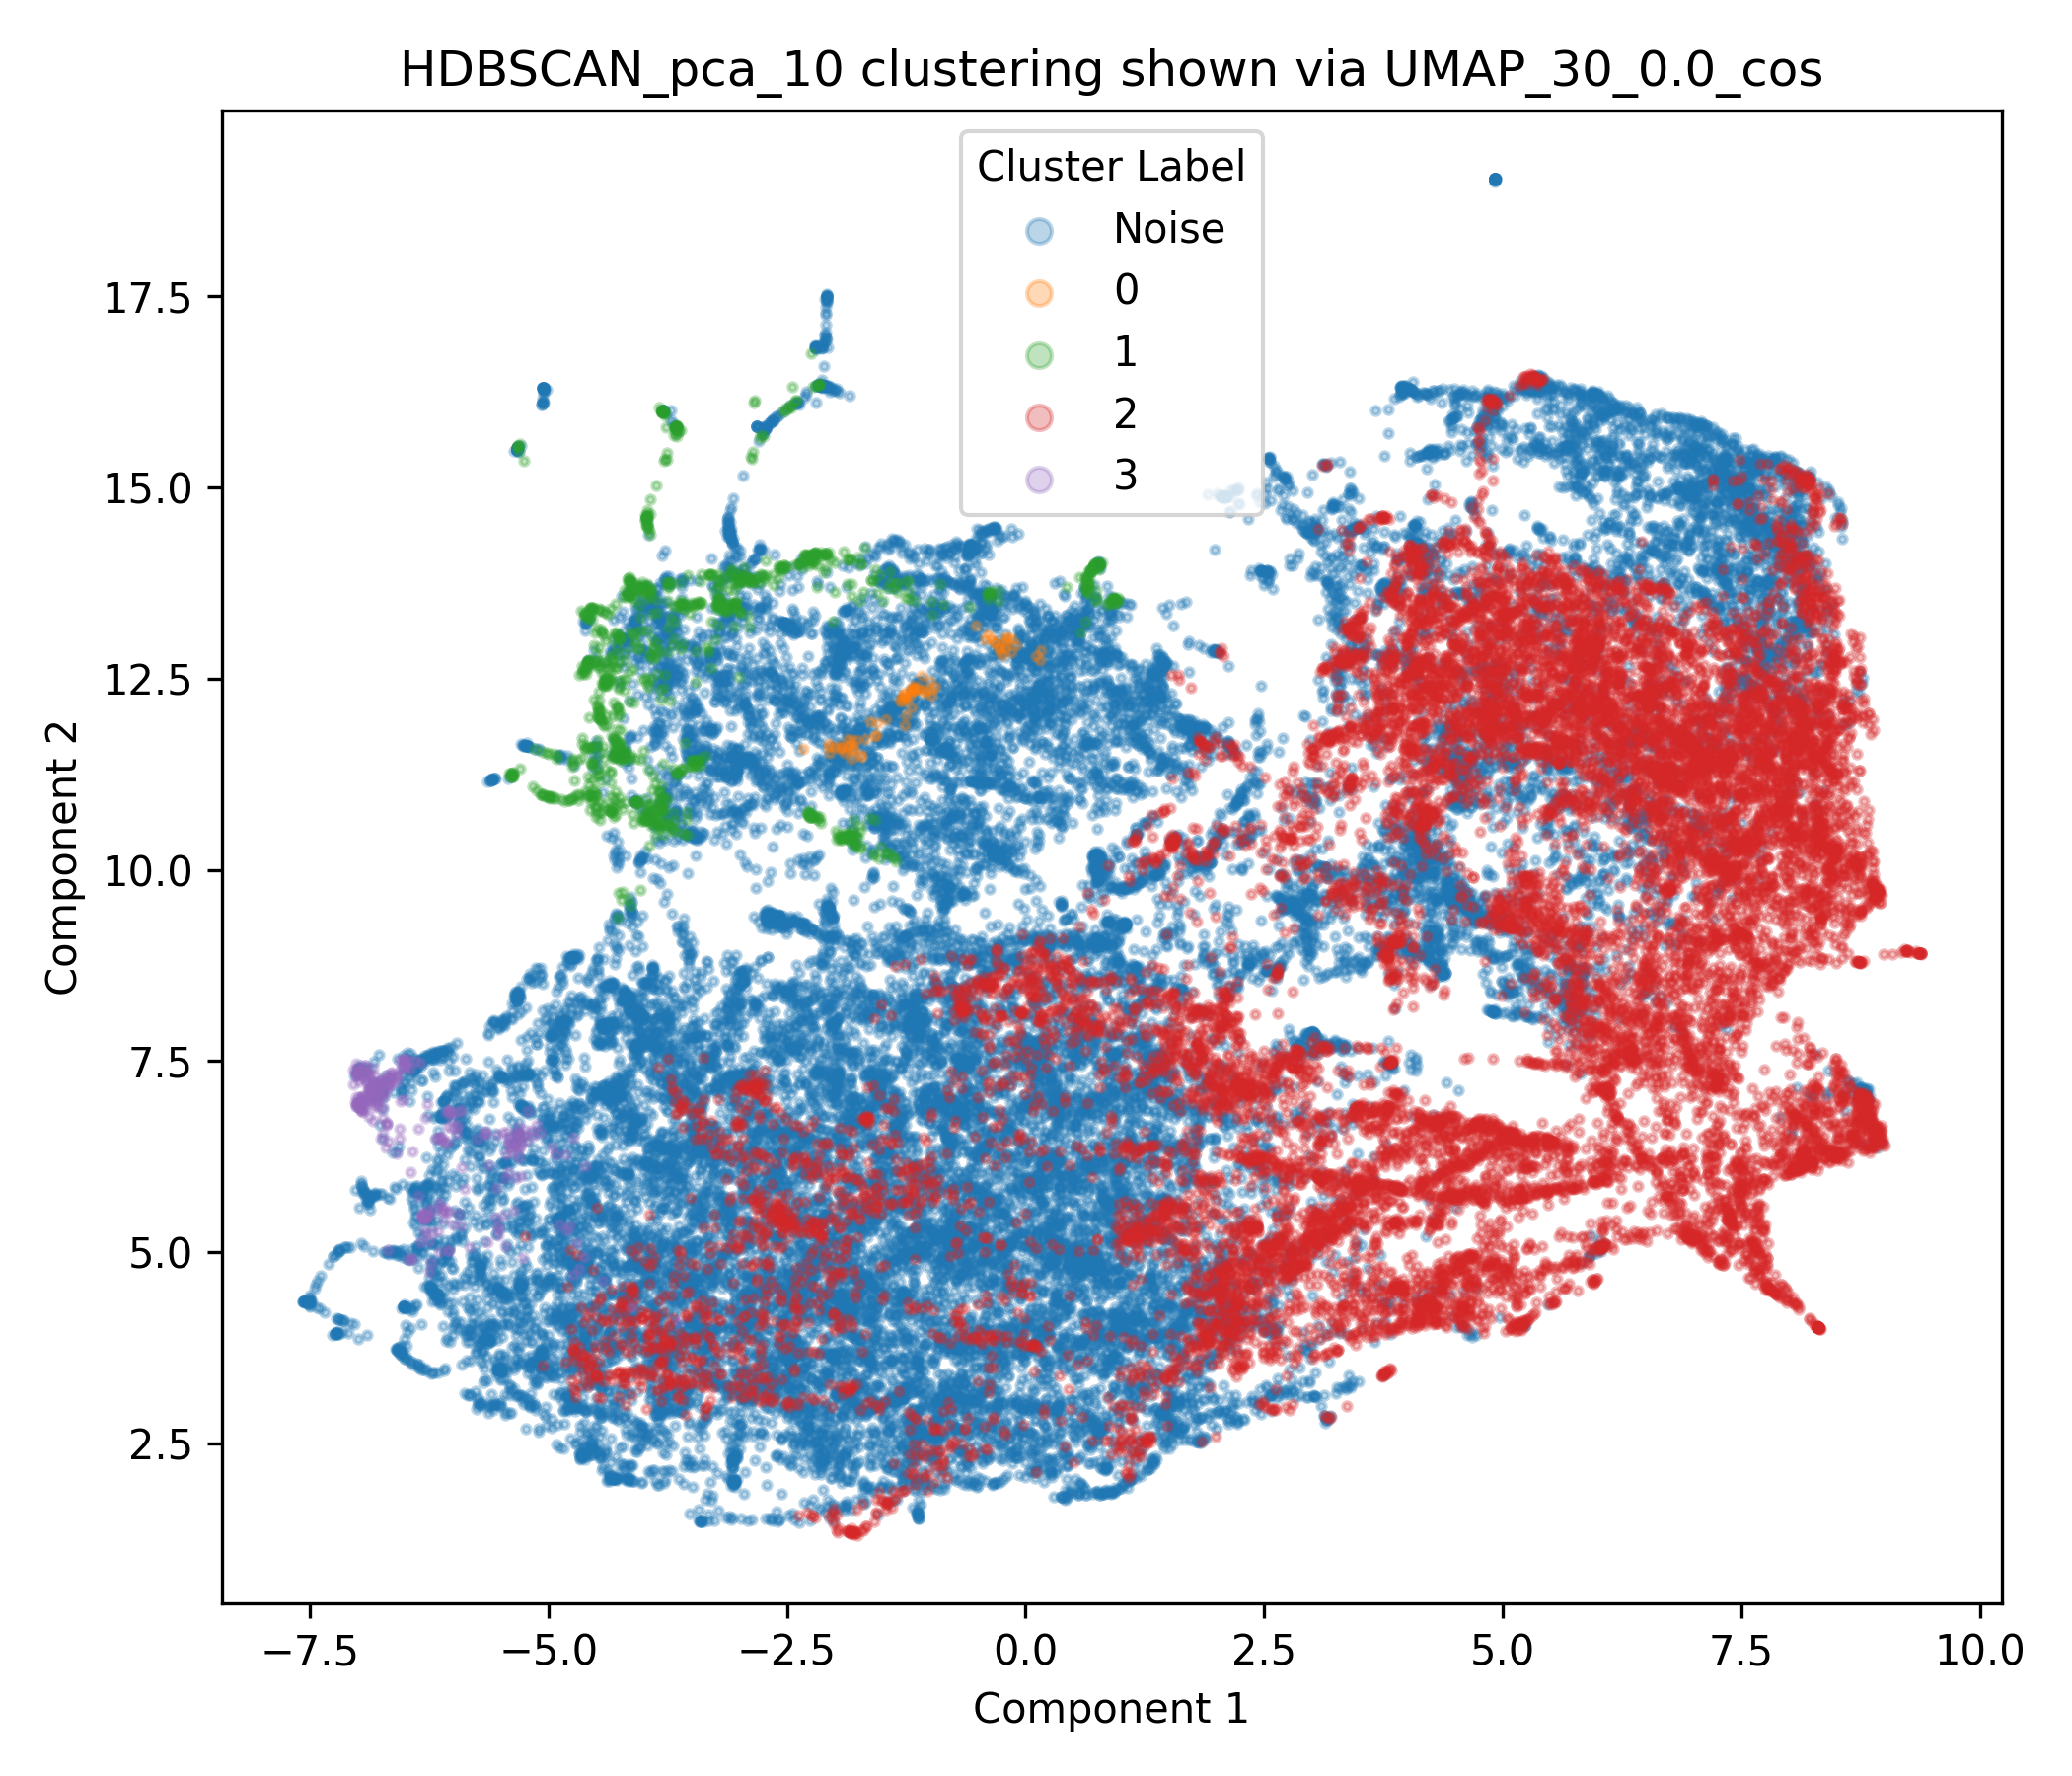 HDBSCAN_pca_10 clustering shown via UMAP_30_0.0_cos
Cluster Label
Noise
0
1
2
3
17.5
15.0
12.5
10.0
7.5
5.0
2.5
Component 2
−7.5 −5.0 −2.5 0.0 2.5 5.0 7.5 10.0
Component 1